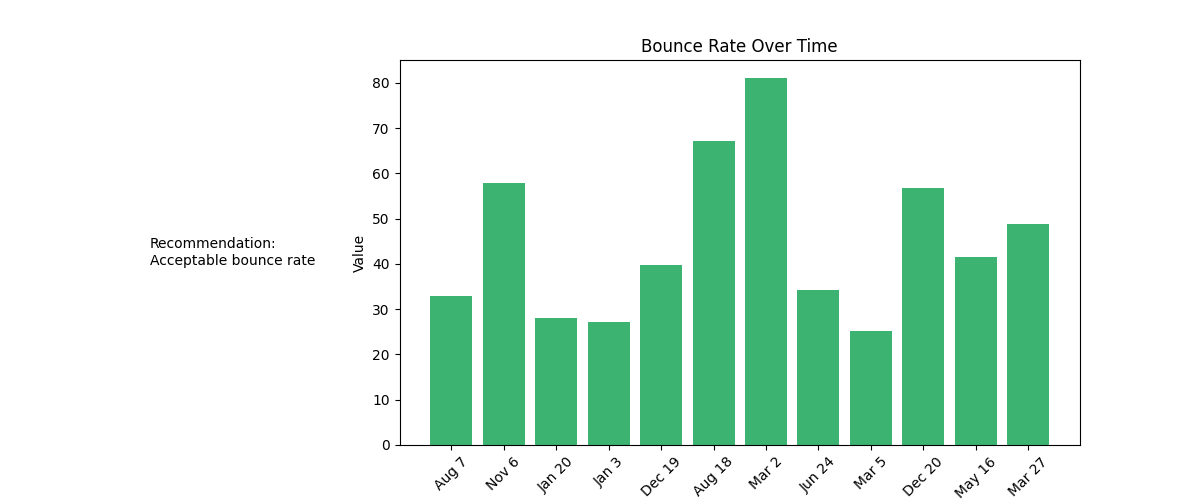 Bounce Rate Over Time
Recommendation:
Acceptable bounce rate
Value
80
70
60
50
40
30
20
10
0
Aug 7
Nov 6
Jan 20
Jan 3
Dec 19
Aug 18
Mar 2
Jun 24
Mar 5
Dec 20
May 16
Mar 27